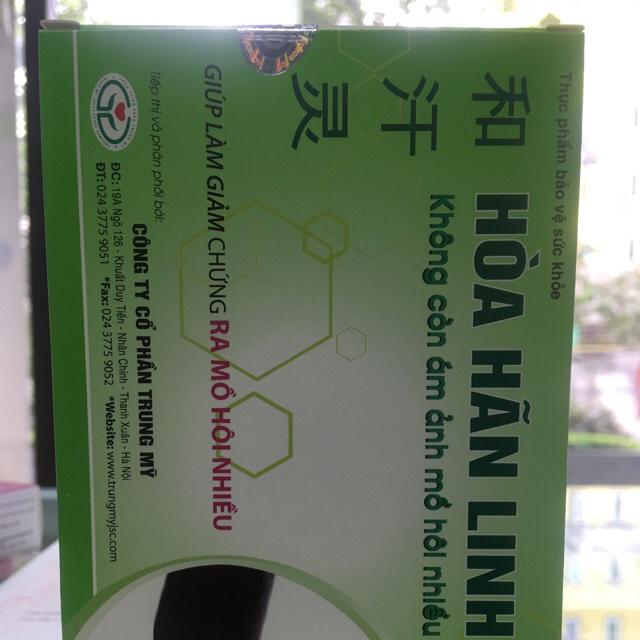 Thực phẩm bảo vệ sức khỏe
和汗灵
HÒA HÃN LINH
Không còn ám ảnh mồ hôi nhiều
GIÚP LÀM GIẢM CHỨNG RA MỒ HÔI NHIỀU
Tiếp thị và phân phối bởi:
CÔNG TY CỔ PHẦN TRUNG MỸ
ĐC: 19A Ngõ 126 - Khuất Duy Tiến - Nhân Chính - Thanh Xuân - Hà Nội
ĐT: 024 3775 9051 *Fax: 024 3775 9052 *Website: www.trungmyjsc.com